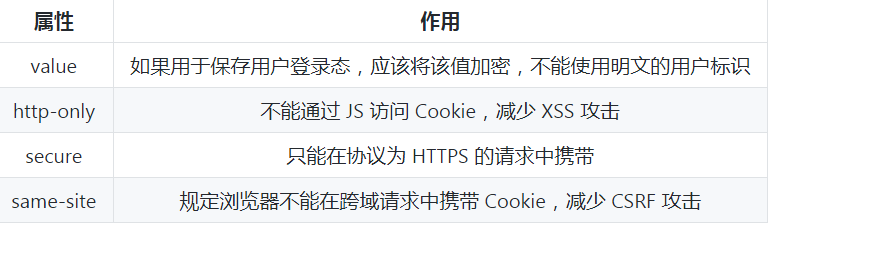 属性 作用
value 如果用于保存用户登录态，应该将该值加密，不能使用明文的用户标识
http-only 不能通过 JS 访问 Cookie，减少 XSS 攻击
secure 只能在协议为 HTTPS 的请求中携带
same-site 规定浏览器不能在跨域请求中携带 Cookie，减少 CSRF 攻击